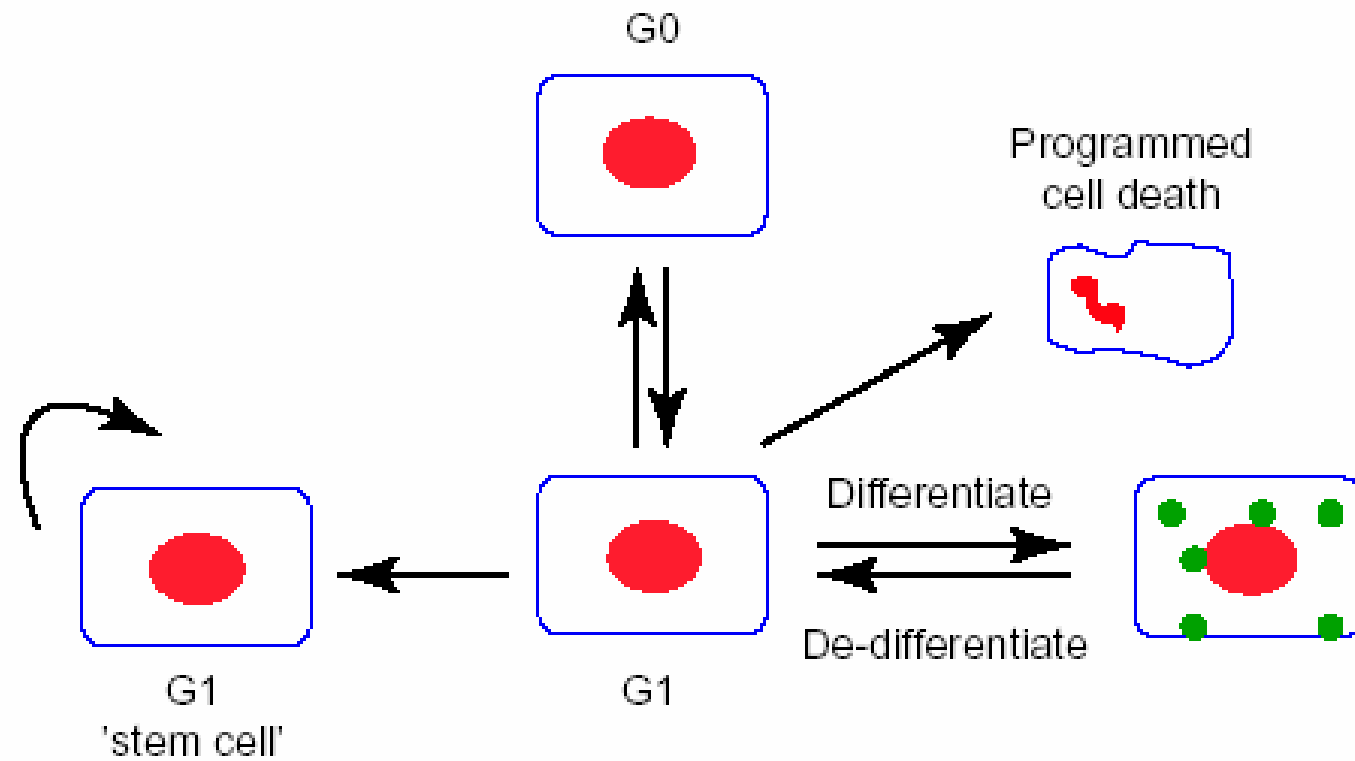 G0
Programmed
cell death
Differentiate
De-differentiate
G1
'stem cell'
G1